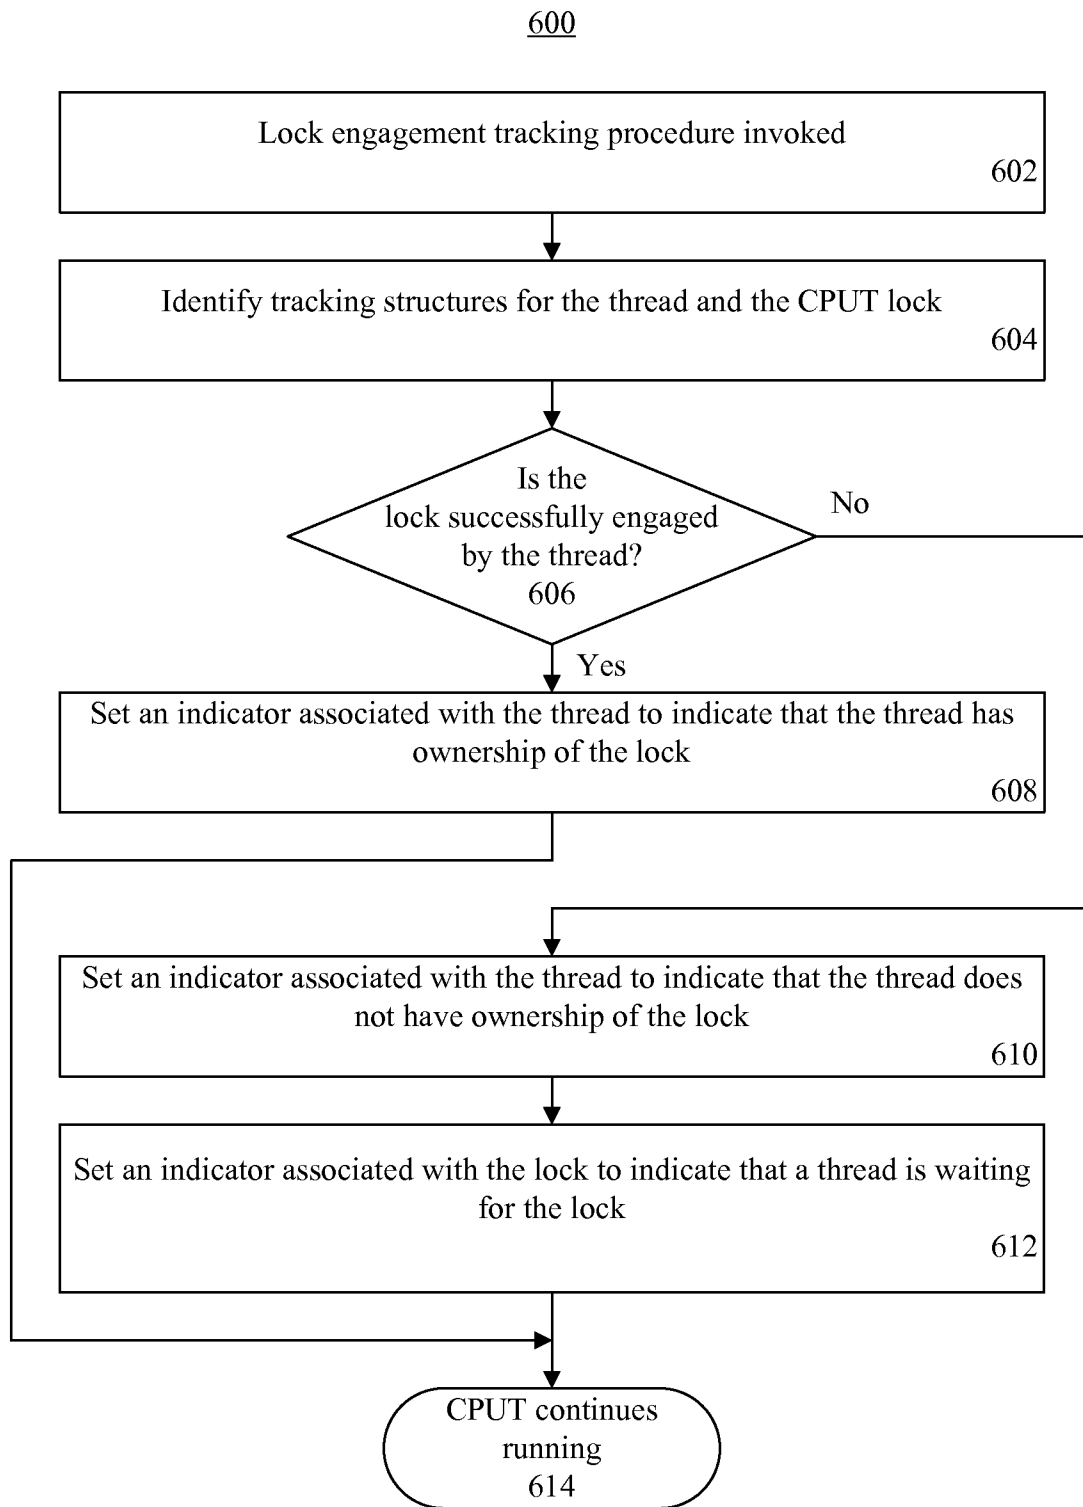 600
Lock engagement tracking procedure invoked
602
Identify tracking structures for the thread and the CPUT lock
604
Is the
lock successfully engaged
by the thread?
606
No
Yes
Set an indicator associated with the thread to indicate that the thread has
ownership of the lock
608
Set an indicator associated with the thread to indicate that the thread does
not have ownership of the lock
610
Set an indicator associated with the lock to indicate that a thread is waiting
for the lock
612
CPUT continues
running
614